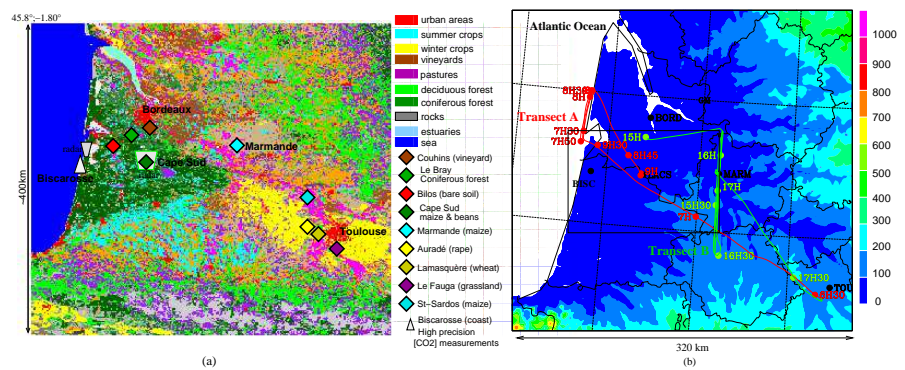 45.8°;−1.80°
~400km
Bordeaux
Cape Sud
Marmande
Biscarosse
Toulouse
(a)
urban areas
summer crops
winter crops
vineyards
pastures
deciduous forest
coniferous forest
rocks
estuaries
sea
Couhins (vineyard)
Le Bray
Coniferous forest
Bilos (bare soil)
Cape Sud
maize & beans
Marmande (maize)
Auradé (rape)
Lamasquère (wheat)
Le Fauga (grassland)
St−Sardos (maize)
Biscarosse (coast)
High precision
[CO2] measurements
Atlantic Ocean
8H30
8H
Transect A
7H30
7H50
9H30
8H45
9H
BORD
15H
16H
MARM
17H
BISC
15H30
7H
Transect B
16H30
17H30
6H30
TOU
320 km
(b)
1000
900
800
700
600
500
400
300
200
100
0